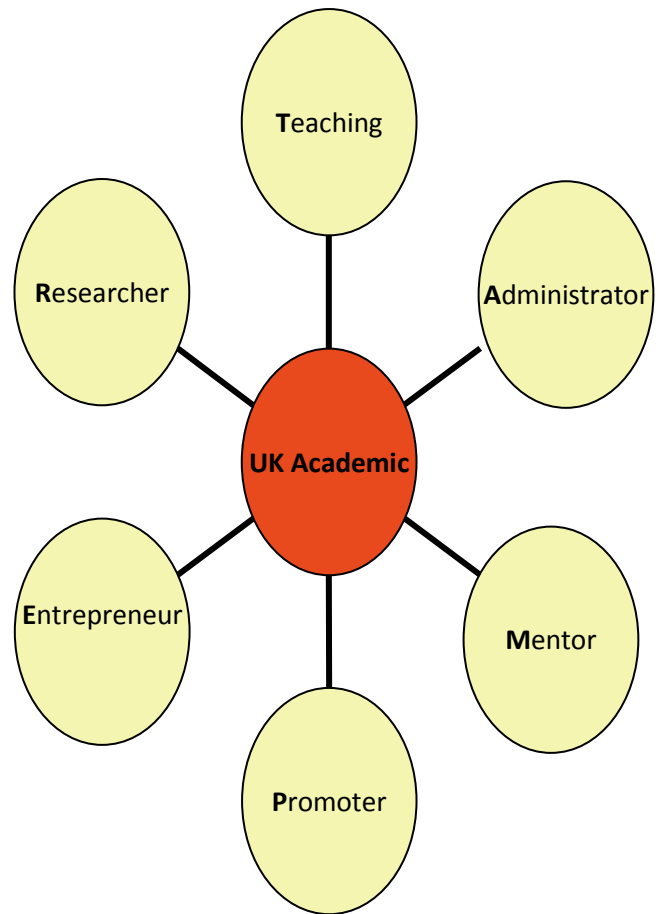 Teaching
Researcher
Administrator
UK Academic
Entrepreneur
Mentor
Promoter